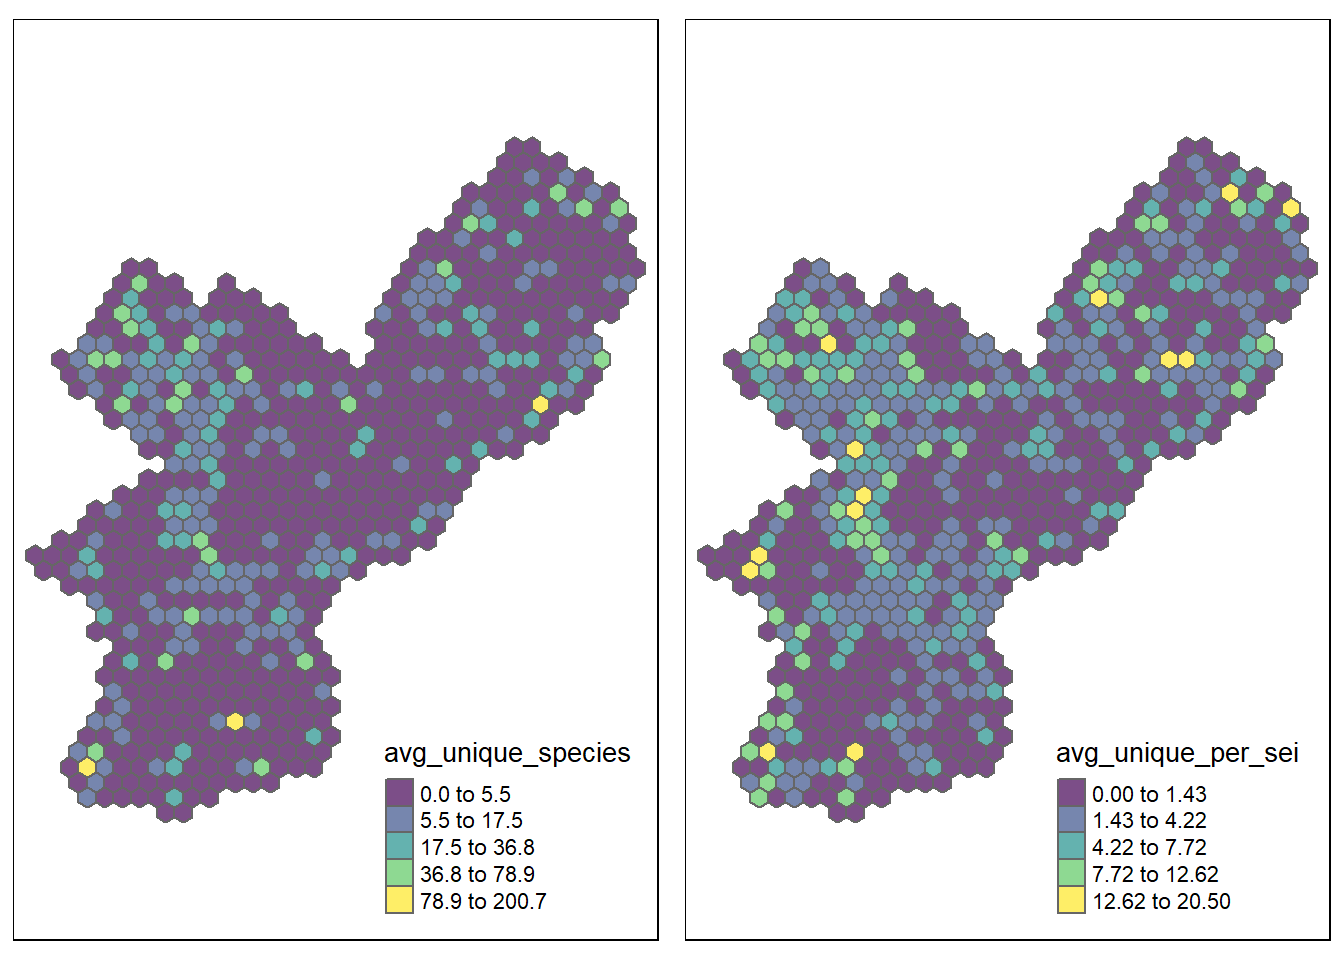 avg_unique_species
0.0 to 5.5
5.5 to 17.5
17.5 to 36.8
36.8 to 78.9
78.9 to 200.7
avg_unique_per_sei
0.00 to 1.43
1.43 to 4.22
4.22 to 7.72
7.72 to 12.62
12.62 to 20.50